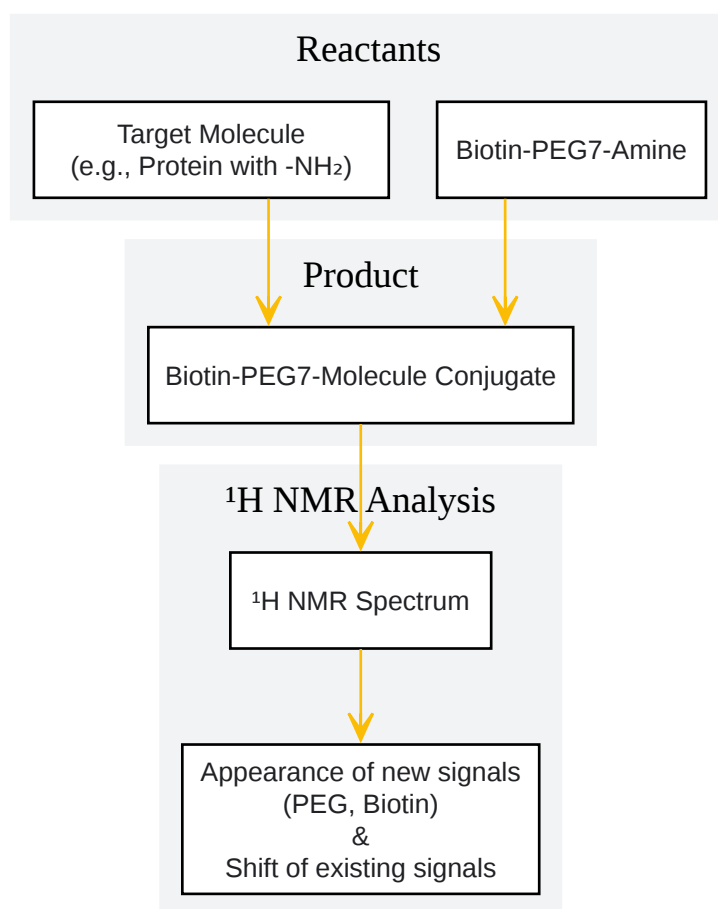 Reactants
Target Molecule
(e.g., Protein with -NH₂)
Biotin-PEG7-Amine
Product
Biotin-PEG7-Molecule Conjugate
¹H NMR Analysis
¹H NMR Spectrum
Appearance of new signals
(PEG, Biotin)
&
Shift of existing signals